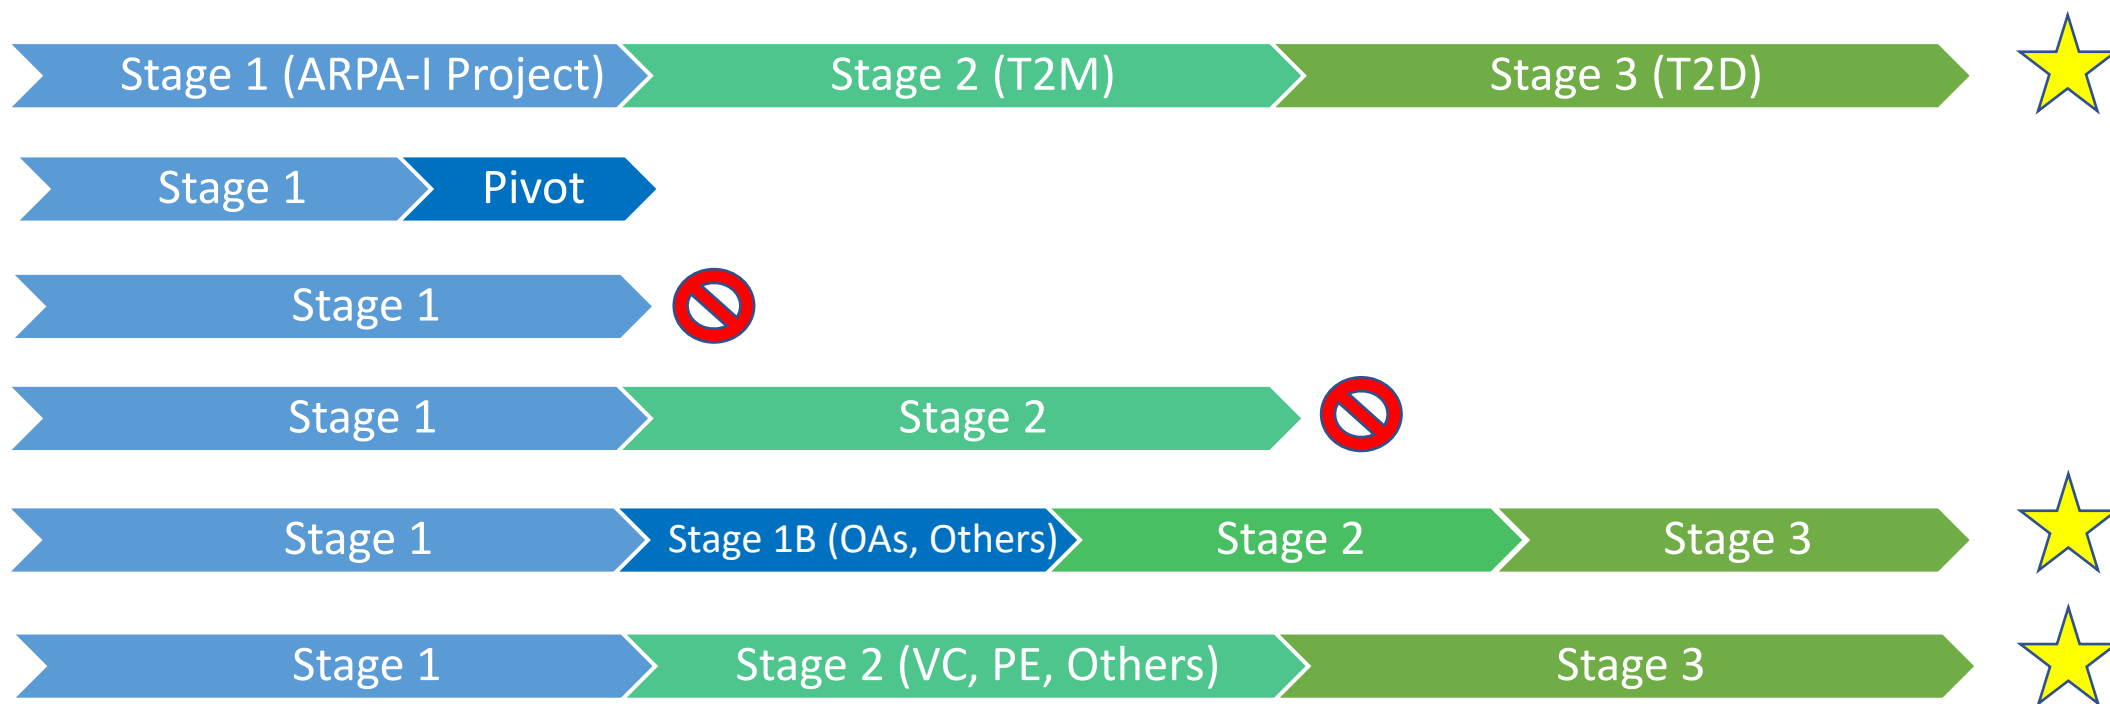 Stage 1 (ARPA-I Project) Stage 2 (T2M) Stage 3 (T2D)
Stage 1 Pivot
Stage 1
Stage 1 Stage 2
Stage 1 Stage 1B (OAs, Others) Stage 2 Stage 3
Stage 1 Stage 2 (VC, PE, Others) Stage 3